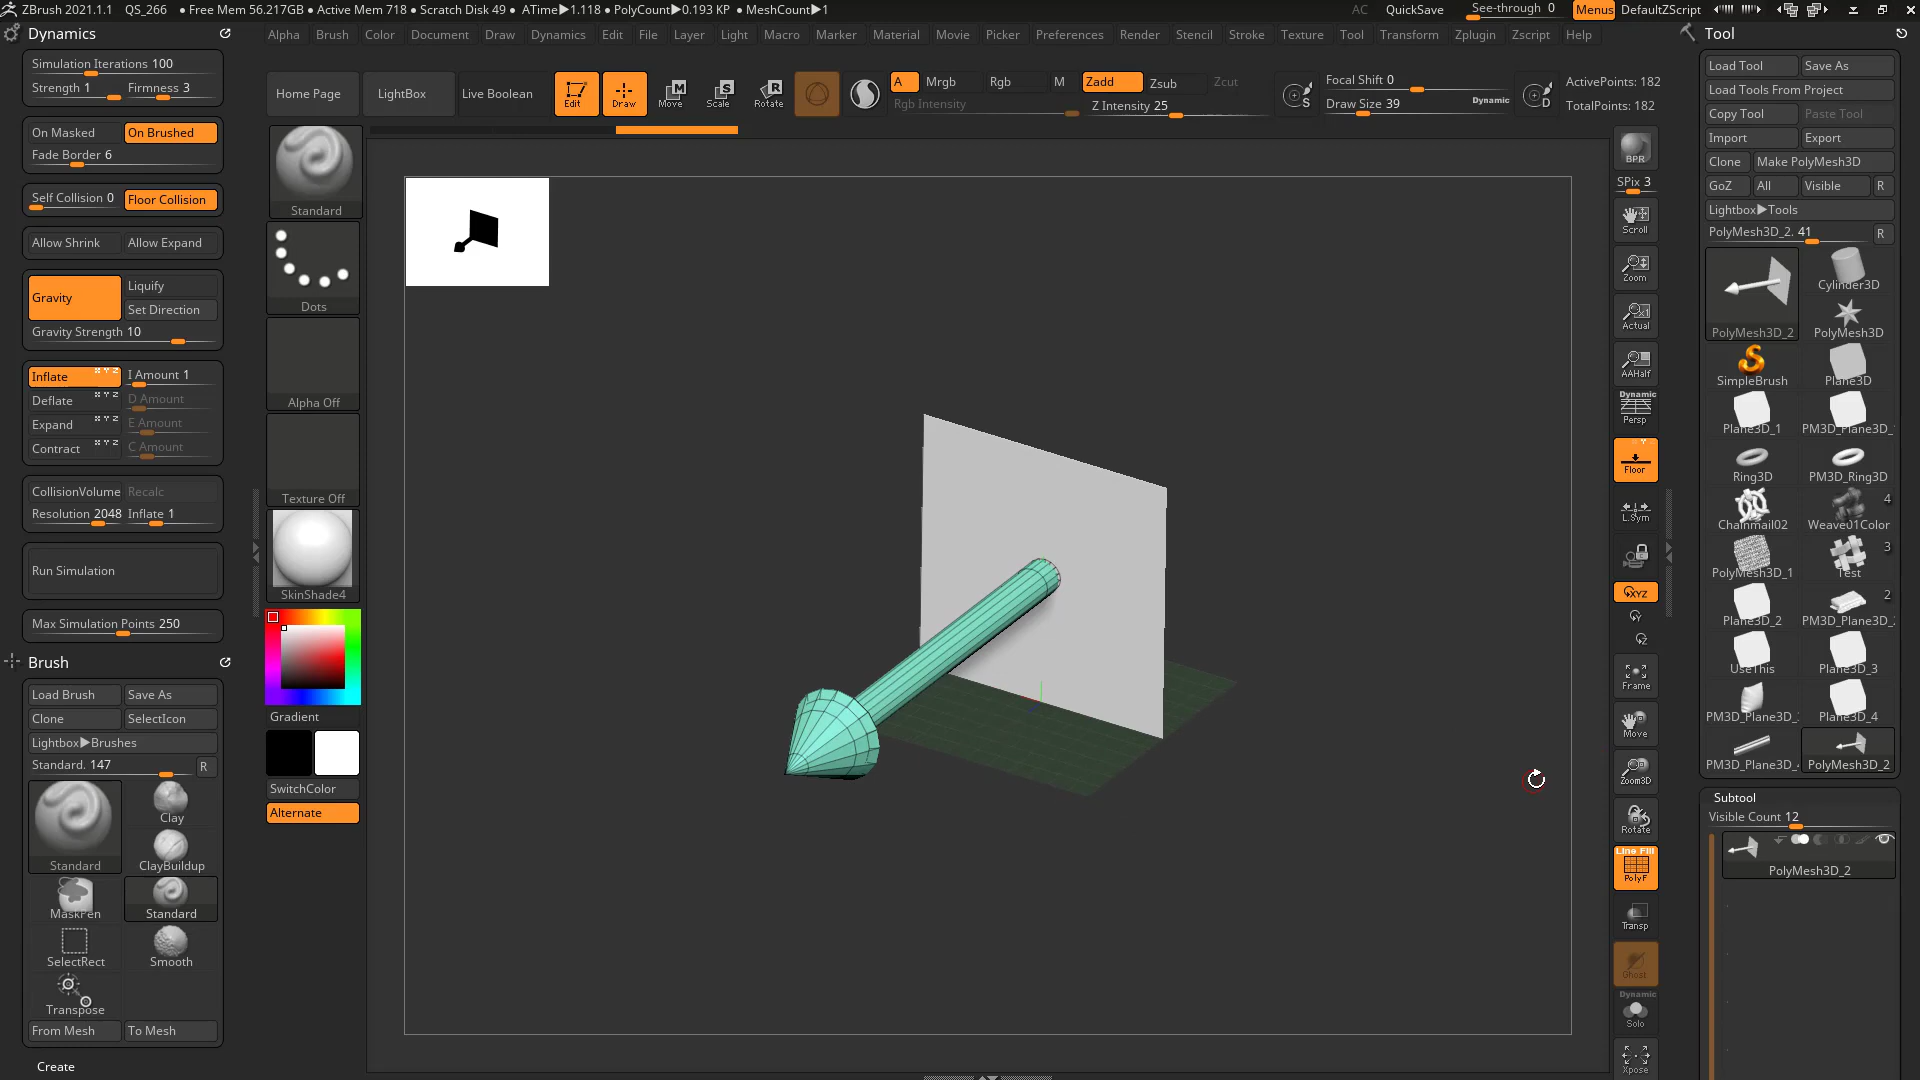 ZBrush 2021.1.1 QS_266 • Free Mem 56.217GB • Active Mem 718 • Scratch Disk 49 • ATime▶1.118 • PolyCount▶0.193 KP • MeshCount▶1
AC QuickSave See-through 0 Menus DefaultZScript
Dynamics
Alpha Brush Color Document Draw Dynamics Edit File Layer Light Macro Marker Material Movie Picker Preferences Render Stencil Stroke Texture Tool Transform Zplugin Zscript Help
Tool
Simulation Iterations 100
Strength 1 Firmness 3
On Masked On Brushed
Fade Border 6
Self Collision 0 Floor Collision
Allow Shrink Allow Expand
Gravity Liquify
Set Direction
Gravity Strength 10
Inflate x y z I Amount 1
Deflate x y z D Amount
Expand x y z E Amount
Contract x y z C Amount
CollisionVolume Recalc
Resolution 2048 Inflate 1
Run Simulation
Max Simulation Points 250
Brush
Load Brush Save As
Clone SelectIcon
Lightbox▶Brushes
Standard. 147 R
Standard Clay
ClayBuildup
MaskPen Standard
SelectRect Smooth
Transpose
From Mesh To Mesh
Create
Home Page LightBox Live Boolean Edit Draw Move Scale Rotate
A Mrgb Rgb M Zadd Zsub Zcut
Rgb Intensity Z Intensity 25
S Focal Shift 0
Draw Size 39 Dynamic
D ActivePoints: 182
TotalPoints: 182
Standard
Dots
Alpha Off
Texture Off
SkinShade4
Gradient
SwitchColor
Alternate
BPR
SPix 3
Scroll
Zoom
Actual
AAHalf
Dynamic
Persp
Floor
L.Sym
XYZ
Y
Z
Frame
Move
Zoom3D
Rotate
Line Fill
PolyF
Transp
Ghost
Dynamic
Solo
Xpose
Load Tool Save As
Load Tools From Project
Copy Tool Paste Tool
Import Export
Clone Make PolyMesh3D
GoZ All Visible R
Lightbox▶Tools
PolyMesh3D_2. 41 R
PolyMesh3D_2 Cylinder3D
PolyMesh3D
SimpleBrush Plane3D
Plane3D_1 PM3D_Plane3D_
Ring3D PM3D_Ring3D
Chainmail02 Weave01Color 4
PolyMesh3D_1 Test 3
Plane3D_2 PM3D_Plane3D_ 2
UseThis Plane3D_3
PM3D_Plane3D_ Plane3D_4
PM3D_Plane3D_ PolyMesh3D_2
Subtool
Visible Count 12
PolyMesh3D_2